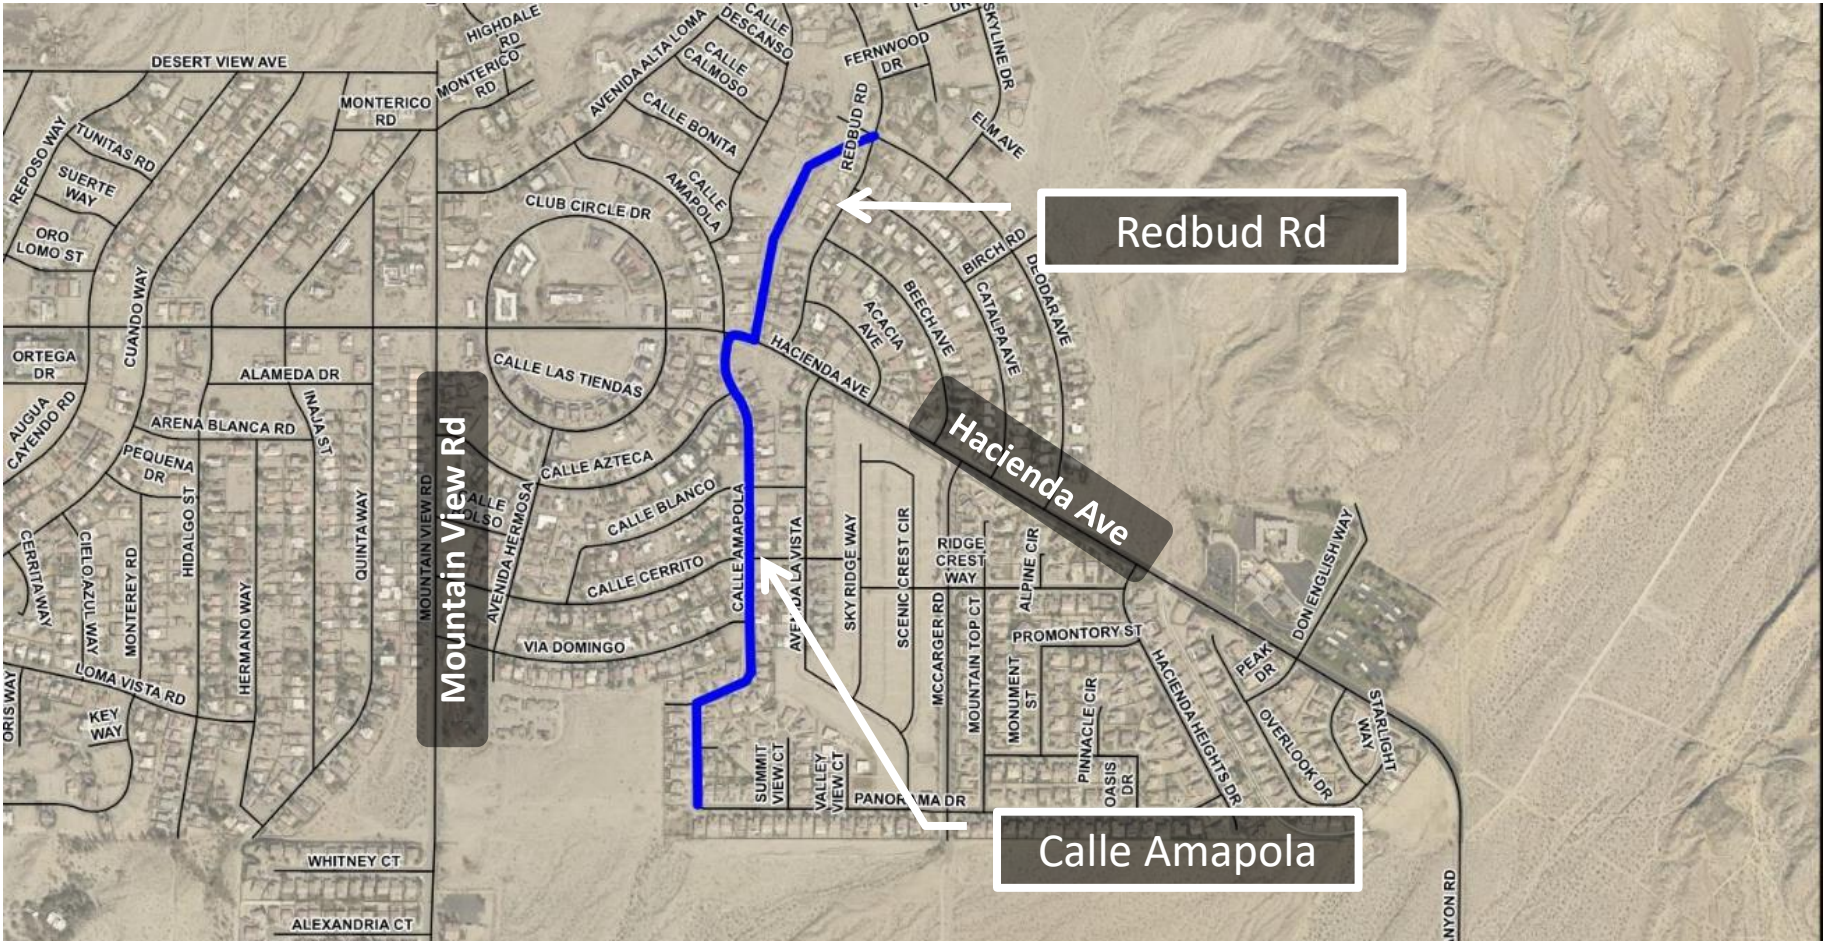 HIGHDALE
RD
MONTERICO
RD
AVENIDA ALTA LOMA
CALLE
DESCANSO
CALLE
CALMOSO
CALLE BONITA
FERNWOOD
DR
DR
SKYLINE DR
DESERT VIEW AVE
MONTERICO
RD
REPOSO WAY
TUNITAS RD
SUERTE
WAY
ORO
LOMO ST
REDBUD RD
ELM AVE
CALLE
AMAPOLA
CLUB CIRCLE DR
Redbud Rd
BIRCH RD
DEODAR AVE
CUANDO WAY
BEECH AVE
CATALPA AVE
ACACIA
AVE
ORTEGA
DR
ALAMEDA DR
CALLE LAS TIENDAS
HACIENDA AVE
AUGUA
CAYENDO RD
ARENA BLANCA RD
INAJA ST
PEQUENA
DR
Mountain View Rd
Hacienda Ave
CALLE AZTECA
CALLE BLANCO
CALLE CERRITO
VIA DOMINGO
CALLE
AVENIDA HERMOSA
MOUNTAIN VIEW RD
QUINTA WAY
HIDALGO ST
HERMANO WAY
MONTEREY RD
CIELO AZUL WAY
CERRITA WAY
LOMA VISTA RD
KEY
WAY
CALLE AMAPOLA
AVENIDA LA VISTA
SKY RIDGE WAY
SCENIC CREST CIR
RIDGE
CREST
WAY
MCCARGER RD
MOUNTAIN TOP CT
ALPINE CIR
PROMONTORY ST
MONUMENT
ST
PINNACLE CIR
OASIS
DR
HACIENDA HEIGHTS DR
PEAK
DR
DON ENGLISH WAY
OVERLOOK DR
STARLIGHT
WAY
SUMMIT
VIEW CT
VALLEY
VIEW CT
PANORAMA DR
Calle Amapola
WHITNEY CT
ALEXANDRIA CT